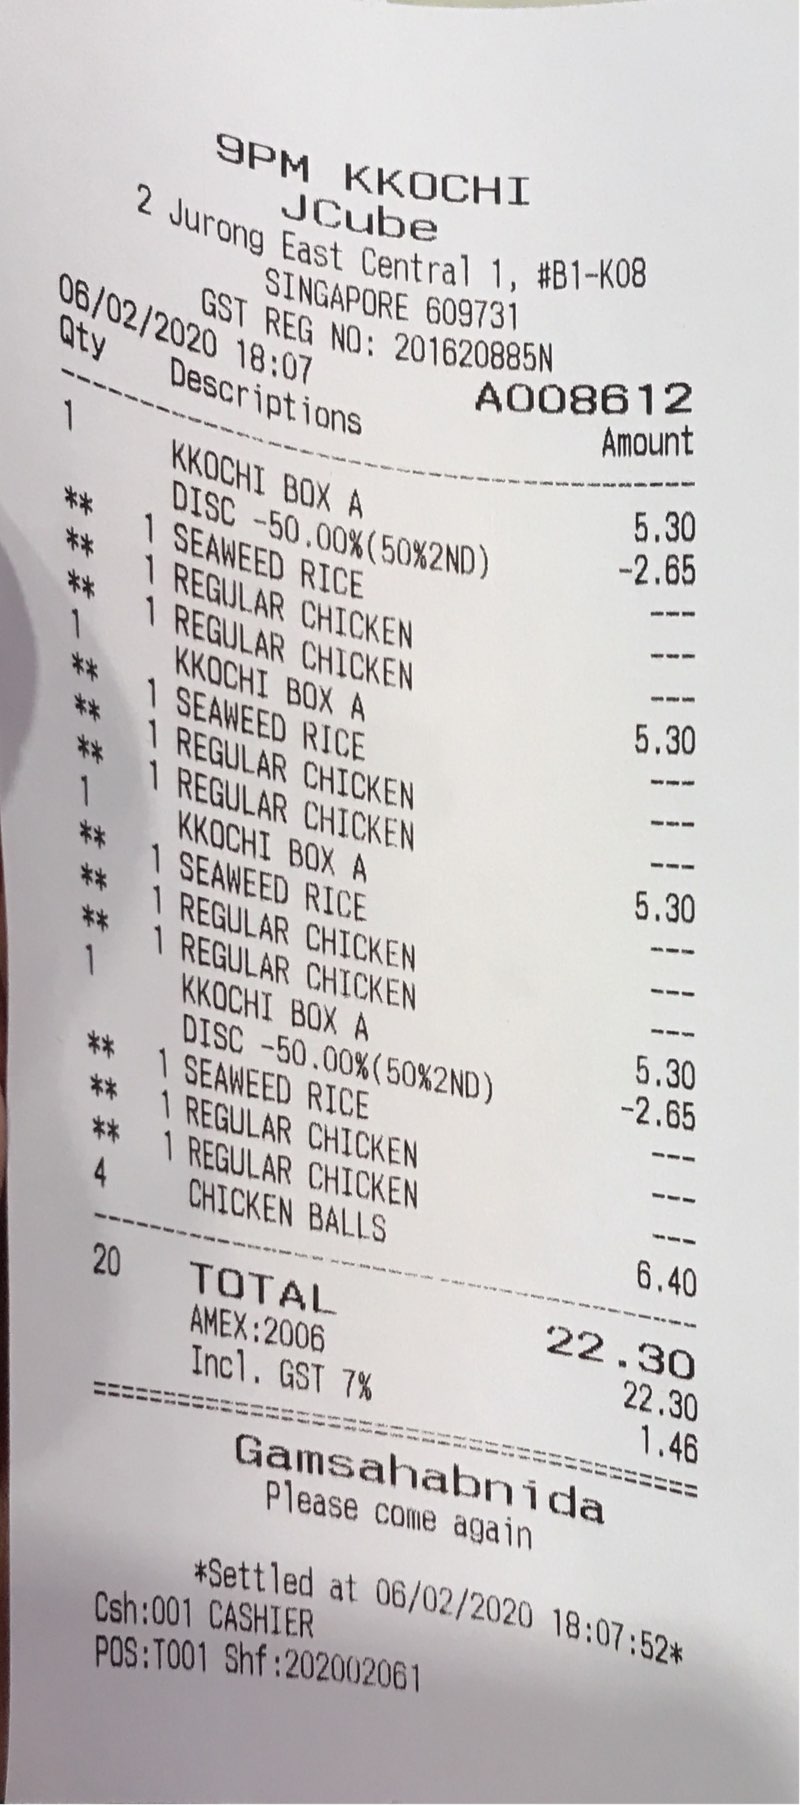 9PM KKOCHI
JCube
2 Jurong East Central 1, #B1-K08
SINGAPORE 609731
GST REG NO: 201620885N
06/02/2020 18:07 A008612
Qty Descriptions Amount
1 KKOCHI BOX A 5.30
DISC -50.00%(50%2ND) -2.65
** 1 SEAWEED RICE ---
** 1 REGULAR CHICKEN ---
** 1 REGULAR CHICKEN ---
1 KKOCHI BOX A 5.30
** 1 SEAWEED RICE ---
** 1 REGULAR CHICKEN ---
** 1 REGULAR CHICKEN ---
1 KKOCHI BOX A 5.30
** 1 SEAWEED RICE ---
** 1 REGULAR CHICKEN ---
** 1 REGULAR CHICKEN ---
1 KKOCHI BOX A 5.30
DISC -50.00%(50%2ND) -2.65
** 1 SEAWEED RICE ---
** 1 REGULAR CHICKEN ---
** 1 REGULAR CHICKEN ---
4 CHICKEN BALLS 6.40
20 TOTAL 22.30
AMEX:2006 22.30
Incl. GST 7% 1.46
Gamsahabnida
Please come again
*Settled at 06/02/2020 18:07:52*
Csh:001 CASHIER
POS:T001 Shf:202002061